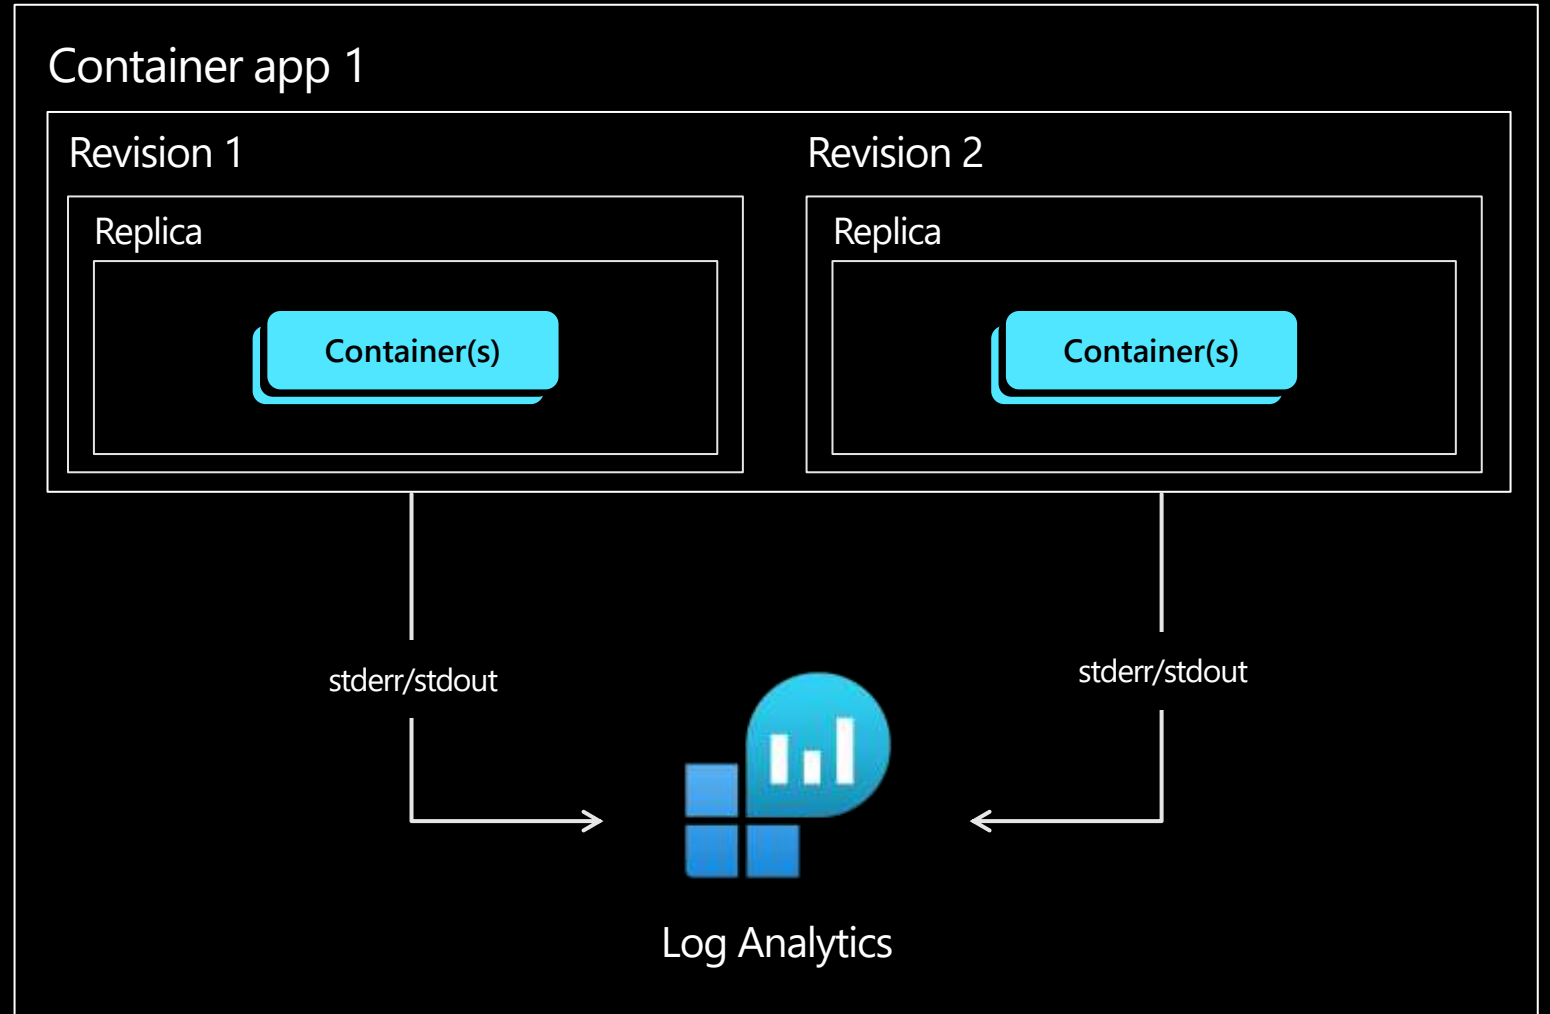 Container app 1
Revision 1
Replica
Container(s)
Revision 2
Replica
Container(s)
stderr/stdout
stderr/stdout
Log Analytics